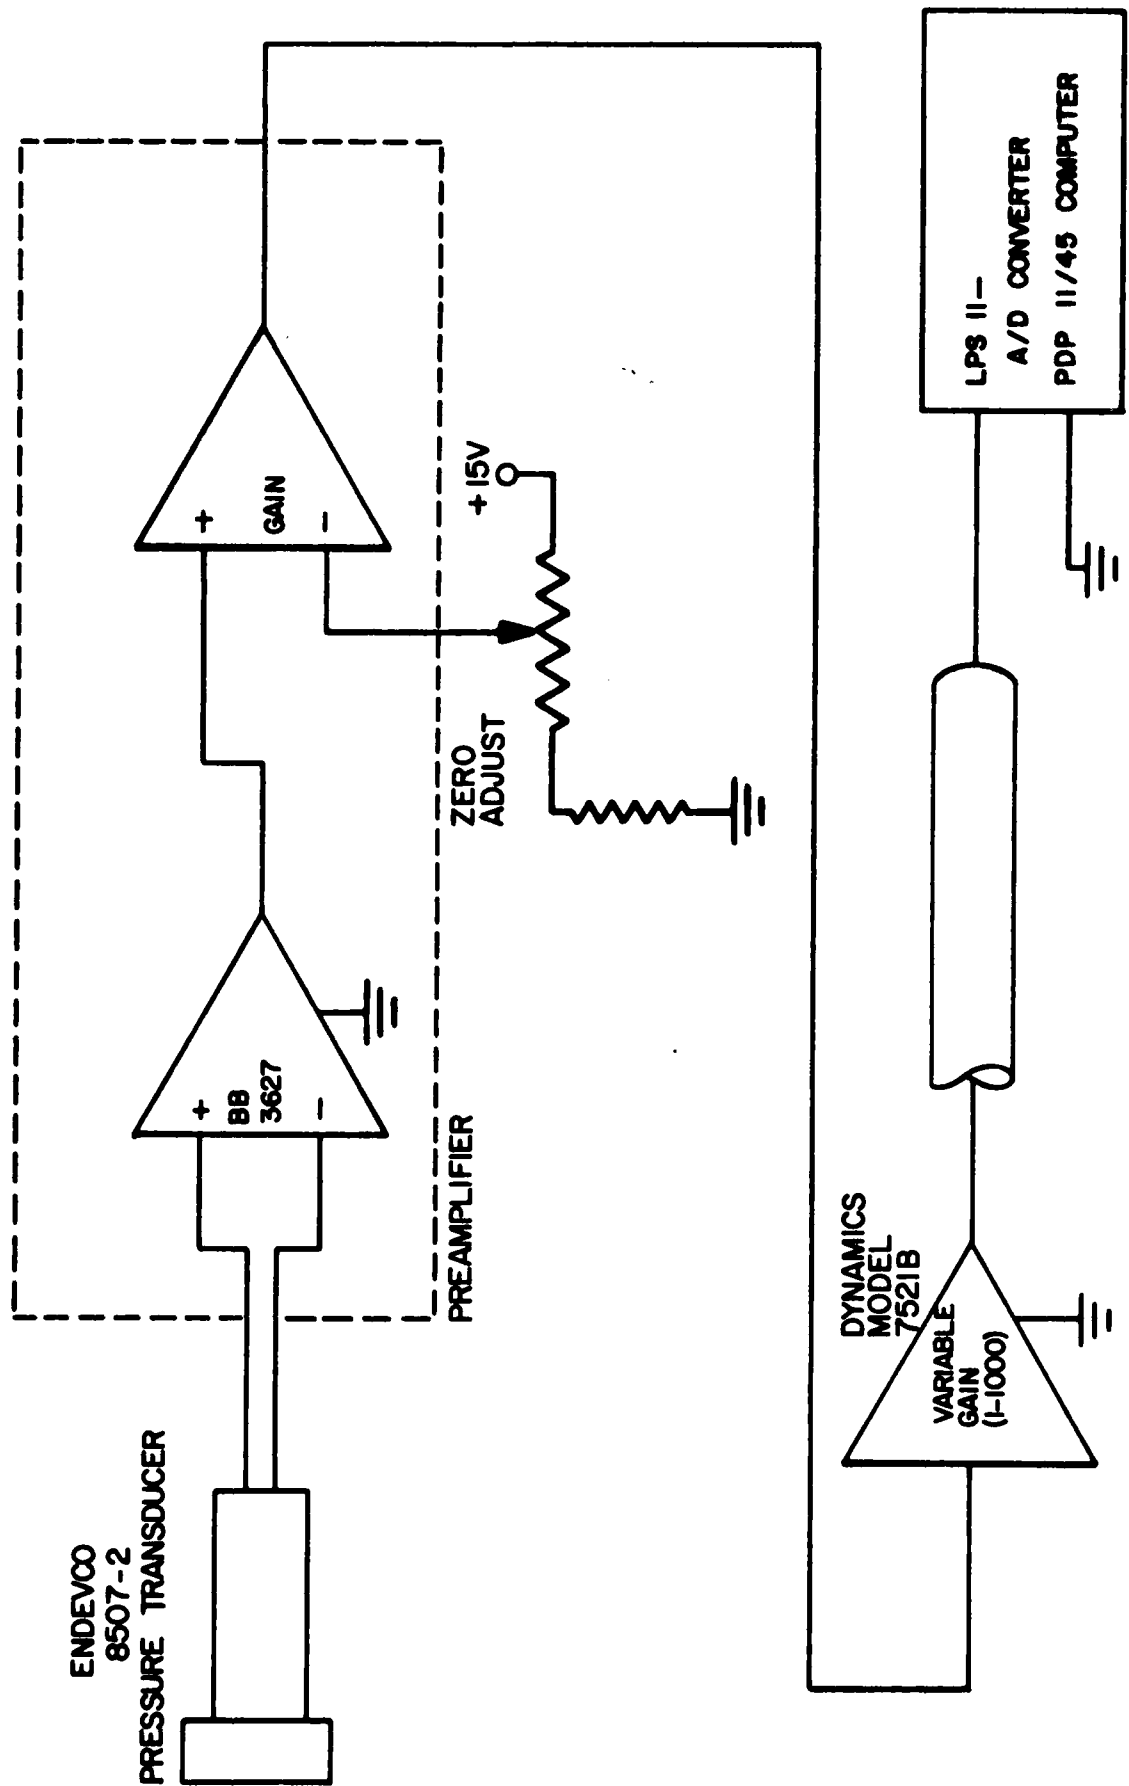 ENDEVCO
8507-2
PRESSURE TRANSDUCER
+
BB
3627
−
PREAMPLIFIER
+
GAIN
−
ZERO
ADJUST
+15V
DYNAMICS
MODEL
7521B
VARIABLE
GAIN
(1-1000)
LPS 11—
A/D CONVERTER
PDP 11/45 COMPUTER